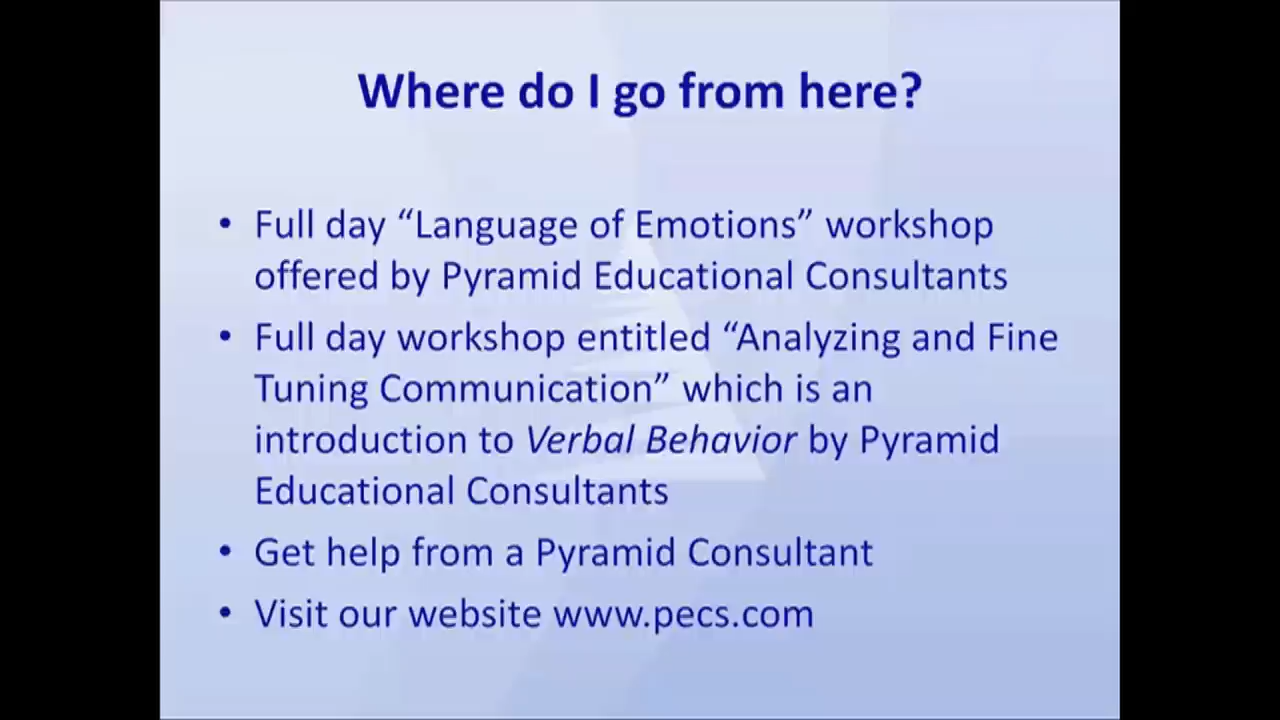 Where do I go from here?
• Full day “Language of Emotions” workshop
offered by Pyramid Educational Consultants
• Full day workshop entitled “Analyzing and Fine
Tuning Communication” which is an
introduction to Verbal Behavior by Pyramid
Educational Consultants
• Get help from a Pyramid Consultant
• Visit our website www.pecs.com